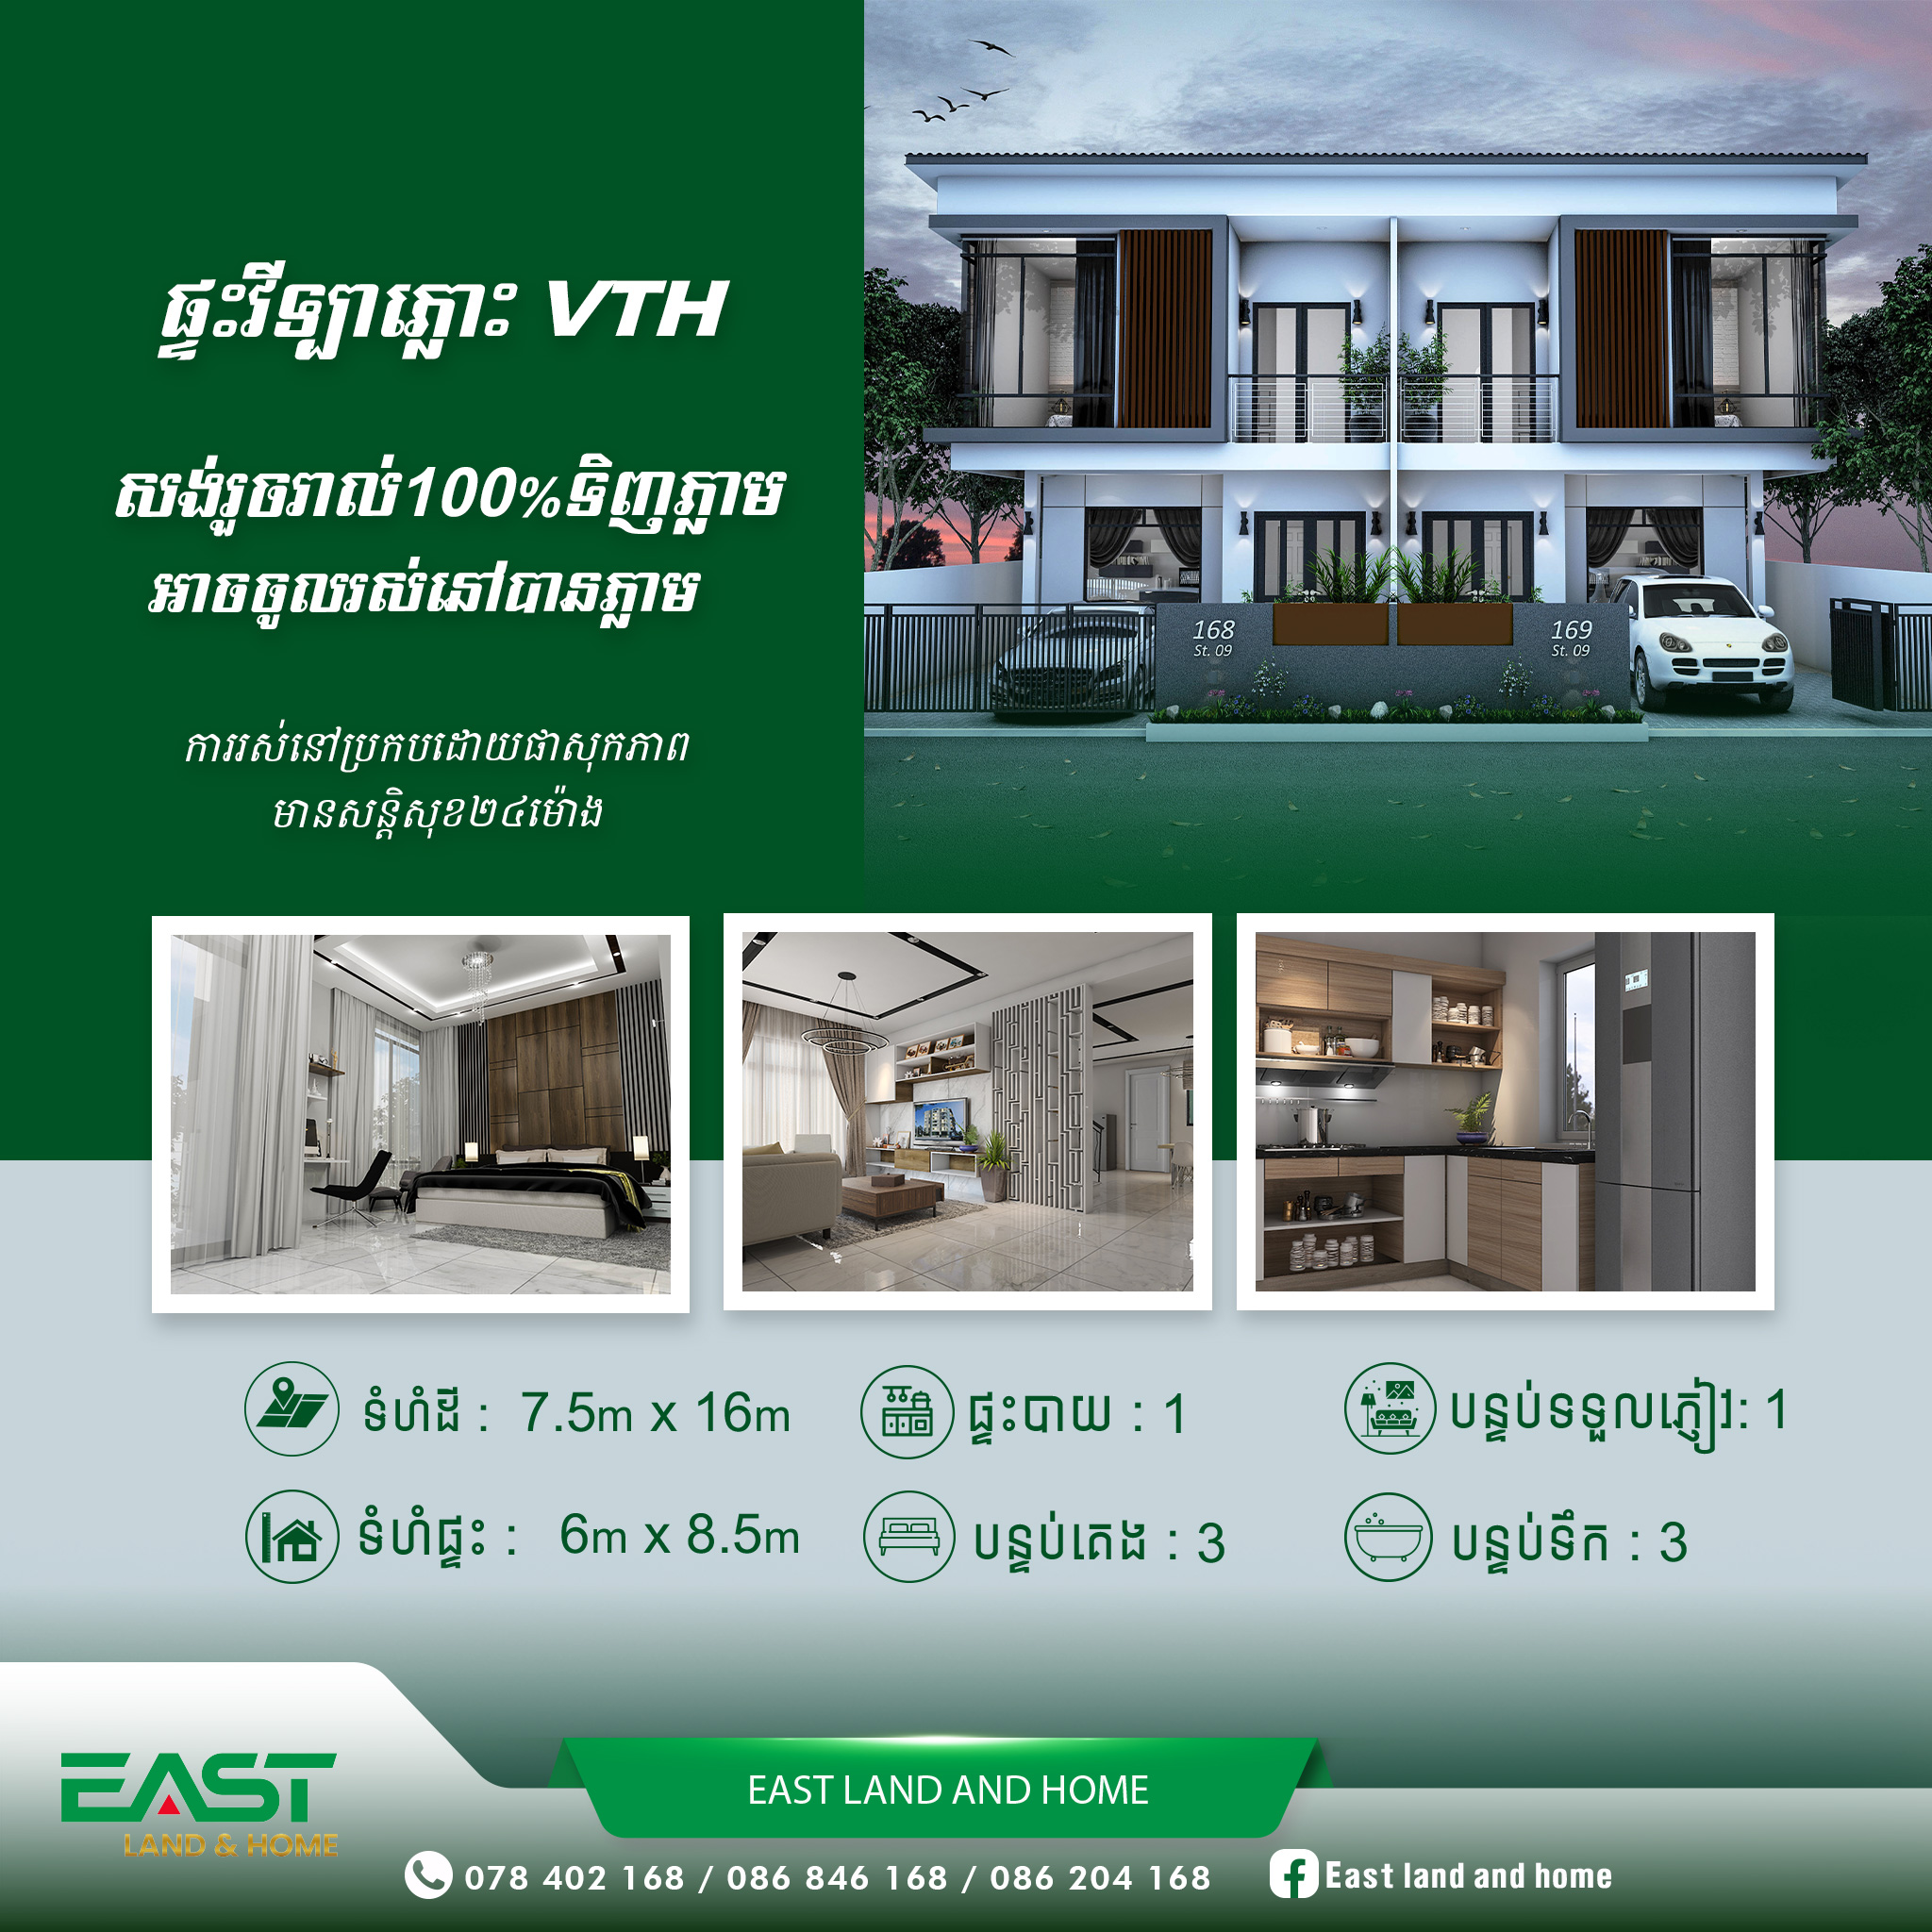 ផ្ទះវីឡាភ្លោះ VTH
សង់រួចរាល់100%ទិញភ្លាម
អាចចូលរស់នៅបានភ្លាម
ការរស់នៅប្រកបដោយផាសុកភាព
មានសន្តិសុខ២៤ម៉ោង
168
St. 09
169
St. 09
ទំហំដី : 7.5m x 16m
ផ្ទះបាយ : 1
បន្ទប់ទទួលភ្ញៀវ: 1
ទំហំផ្ទះ : 6m x 8.5m
បន្ទប់គេង : 3
បន្ទប់ទឹក : 3
EAST
LAND & HOME
EAST LAND AND HOME
078 402 168 / 086 846 168 / 086 204 168
East land and home